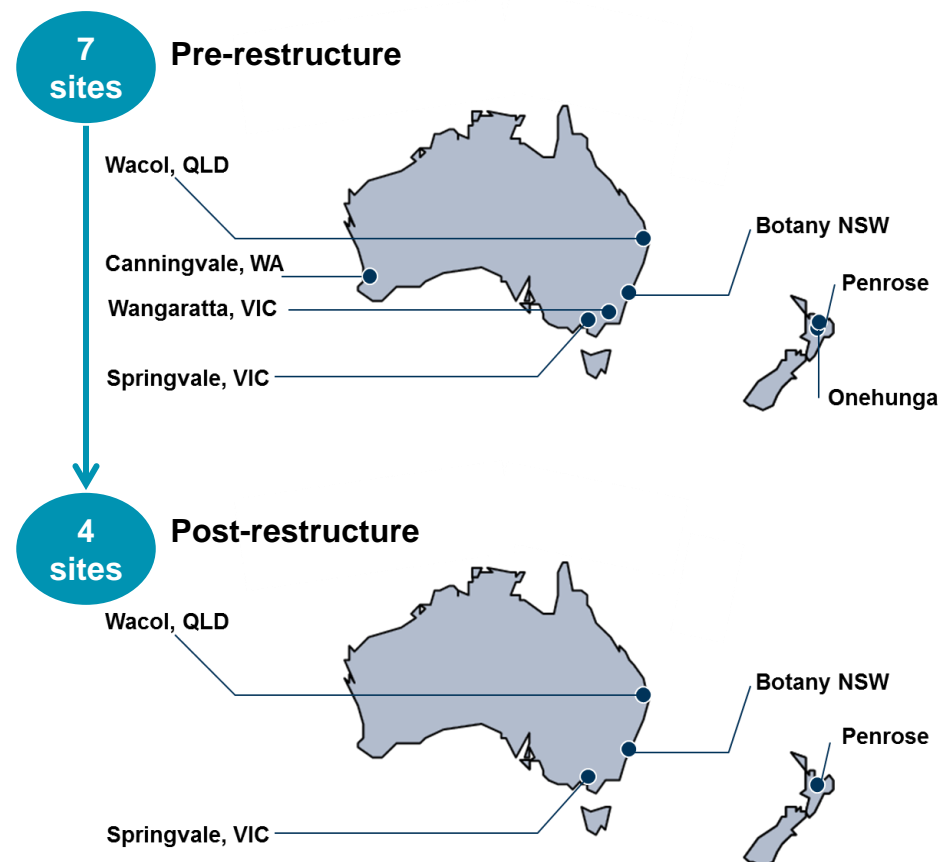 7
sites
Pre-restructure
Wacol, QLD
Botany NSW
Canningvale, WA
Penrose
Wangaratta, VIC
Springvale, VIC
Onehunga
4
sites
Post-restructure
Wacol, QLD
Botany NSW
Penrose
Springvale, VIC